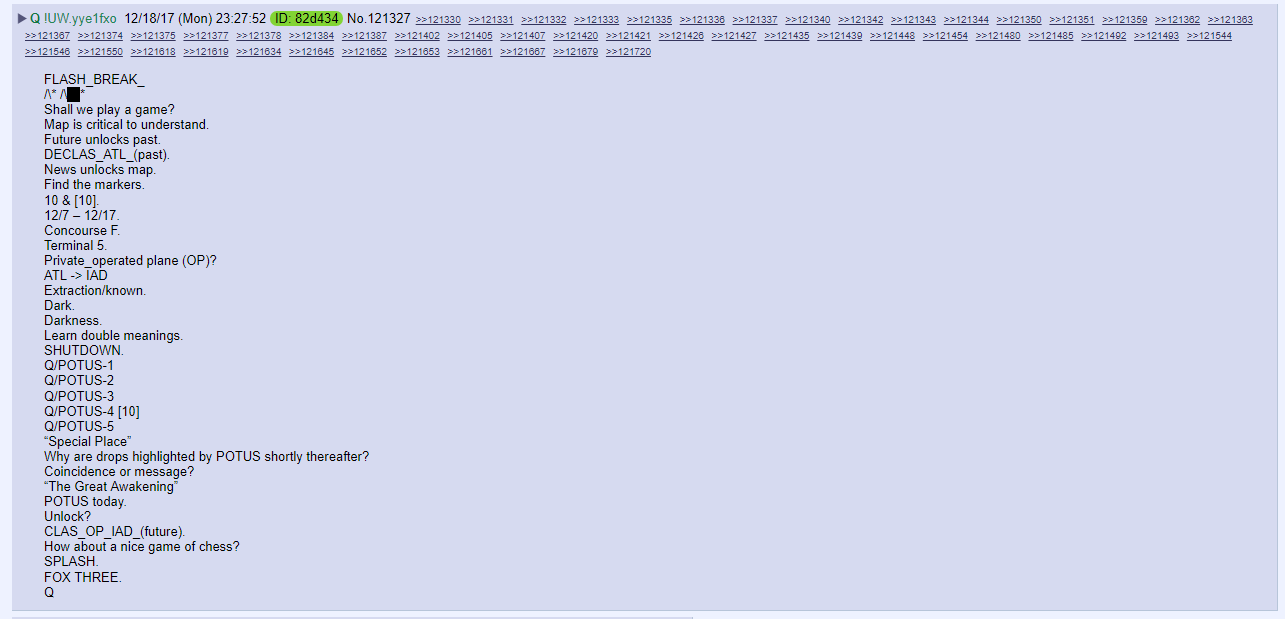 Q !UW.yye1fxo 12/18/17 (Mon) 23:27:52 ID: 82d434 No.121327 >>121330 >>121331 >>121332 >>121333 >>121335 >>121336 >>121337 >>121340 >>121342 >>121343 >>121344 >>121350 >>121351 >>121359 >>121362 >>121363
>>121367 >>121374 >>121375 >>121377 >>121378 >>121384 >>121387 >>121402 >>121405 >>121407 >>121420 >>121421 >>121426 >>121427 >>121435 >>121439 >>121448 >>121454 >>121480 >>121485 >>121492 >>121493 >>121544
>>121546 >>121550 >>121618 >>121619 >>121634 >>121645 >>121652 >>121653 >>121661 >>121667 >>121679 >>121720
FLASH_BREAK_
/\* /\ *
Shall we play a game?
Map is critical to understand.
Future unlocks past.
DECLAS_ATL_(past).
News unlocks map.
Find the markers.
10 & [10].
12/7 – 12/17.
Concourse F.
Terminal 5.
Private_operated plane (OP)?
ATL -> IAD
Extraction/known.
Dark.
Darkness.
Learn double meanings.
SHUTDOWN.
Q/POTUS-1
Q/POTUS-2
Q/POTUS-3
Q/POTUS-4 [10]
Q/POTUS-5
“Special Place”
Why are drops highlighted by POTUS shortly thereafter?
Coincidence or message?
“The Great Awakening”
POTUS today.
Unlock?
CLAS_OP_IAD_(future).
How about a nice game of chess?
SPLASH.
FOX THREE.
Q